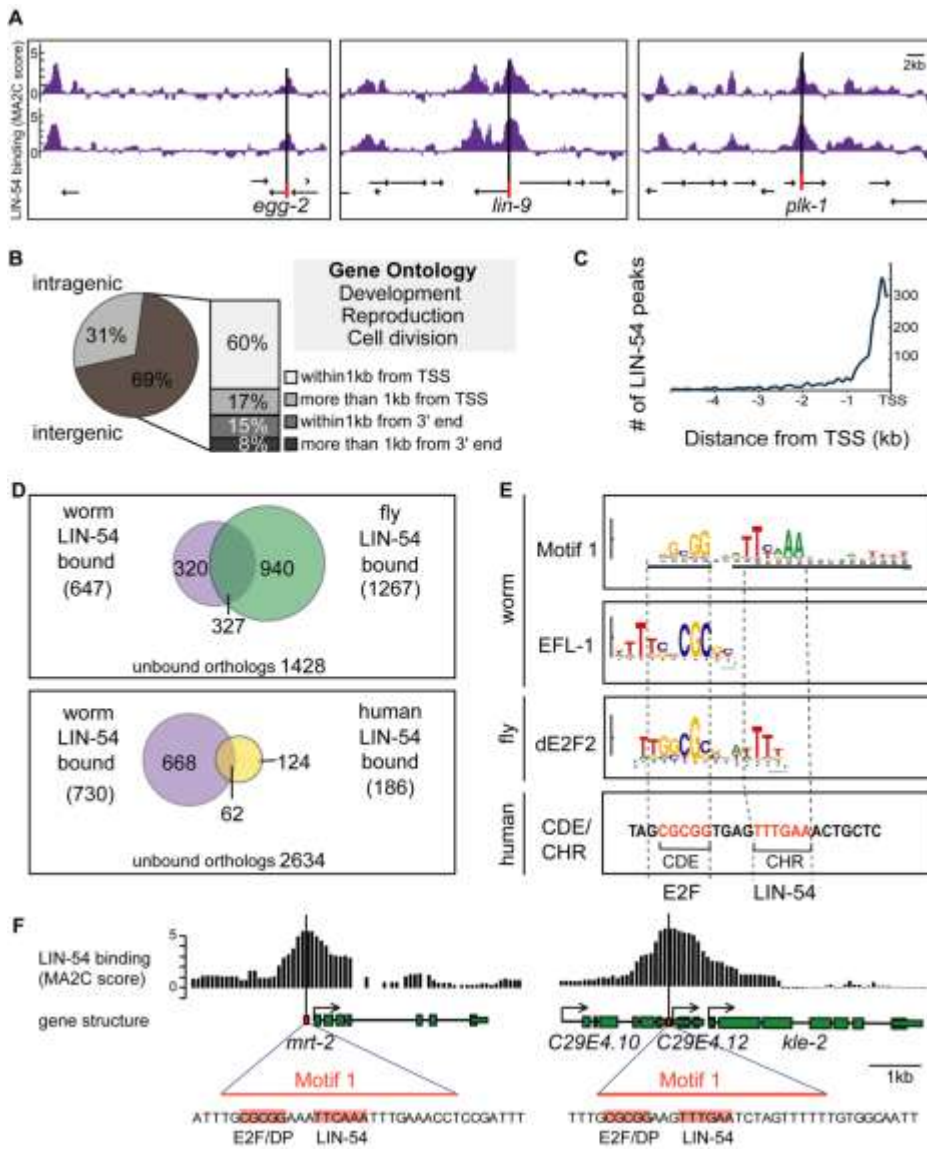 A
LIN-54 binding (MA2C score)
5
0
5
0
2kb
egg-2
lin-9
plk-1
B
intragenic
31%
69%
intergenic
60%
17%
15%
8%
Gene Ontology
Development
Reproduction
Cell division
within1kb from TSS
more than 1kb from TSS
within1kb from 3' end
more than 1kb from 3' end
C
# of LIN-54 peaks
300
200
100
-4
-3
-2
-1
TSS
Distance from TSS (kb)
D
worm
LIN-54
bound
(647)
320
940
327
fly
LIN-54
bound
(1267)
unbound orthologs 1428
worm
LIN-54
bound
(730)
668
124
62
human
LIN-54
bound
(186)
unbound orthologs 2634
E
worm
Motif 1
EFL-1
fly
dE2F2
human
CDE/
CHR
TAGCGCGGTGAGTTTGAAACTGCTC
CDE
CHR
E2F
LIN-54
F
LIN-54 binding
(MA2C score)
5
0
gene structure
mrt-2
C29E4.10
C29E4.12
kle-2
1kb
Motif 1
ATTTGCGCGGGAAATTCAAATTTGAAACCTCCGATTT
E2F/DP
LIN-54
Motif 1
TTTGCGCGGAAGTTTGAATCTAGTTTTTTGTGGCAATT
E2F/DP
LIN-54